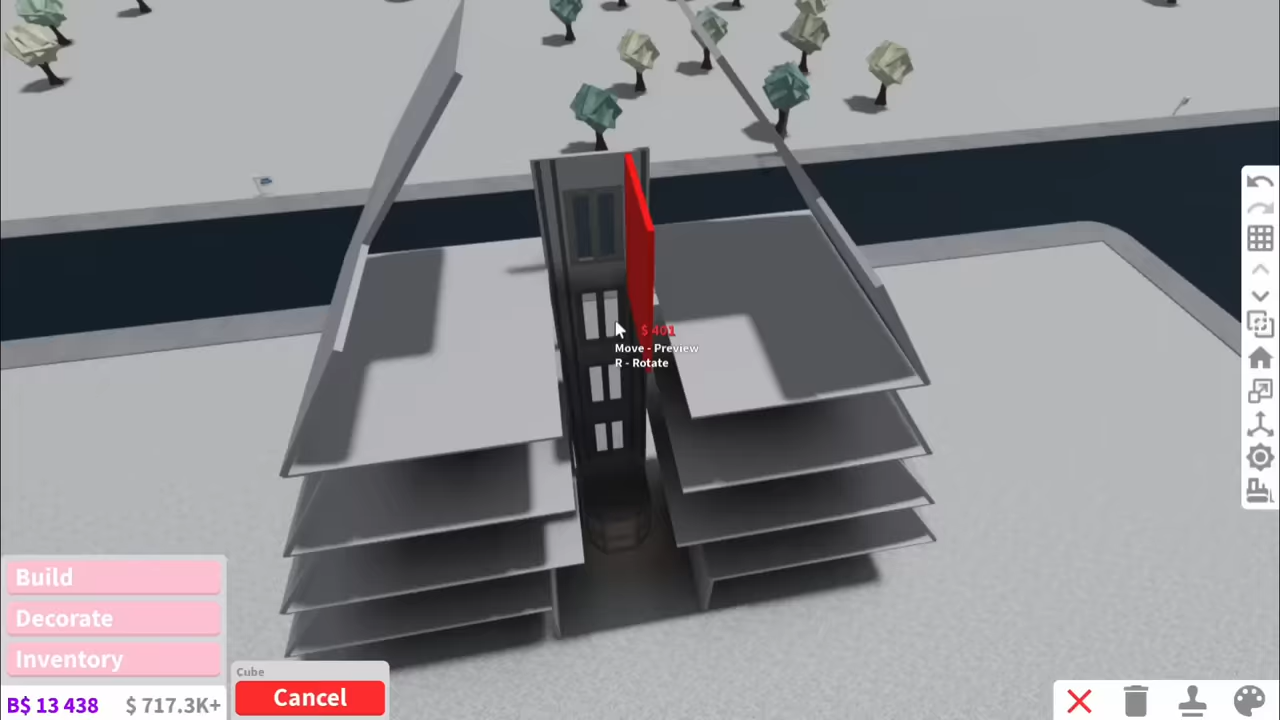 $ 401
Move - Preview
R - Rotate
Build
Decorate
Inventory
B$ 13 438
$ 717.3K+
Cube
Cancel